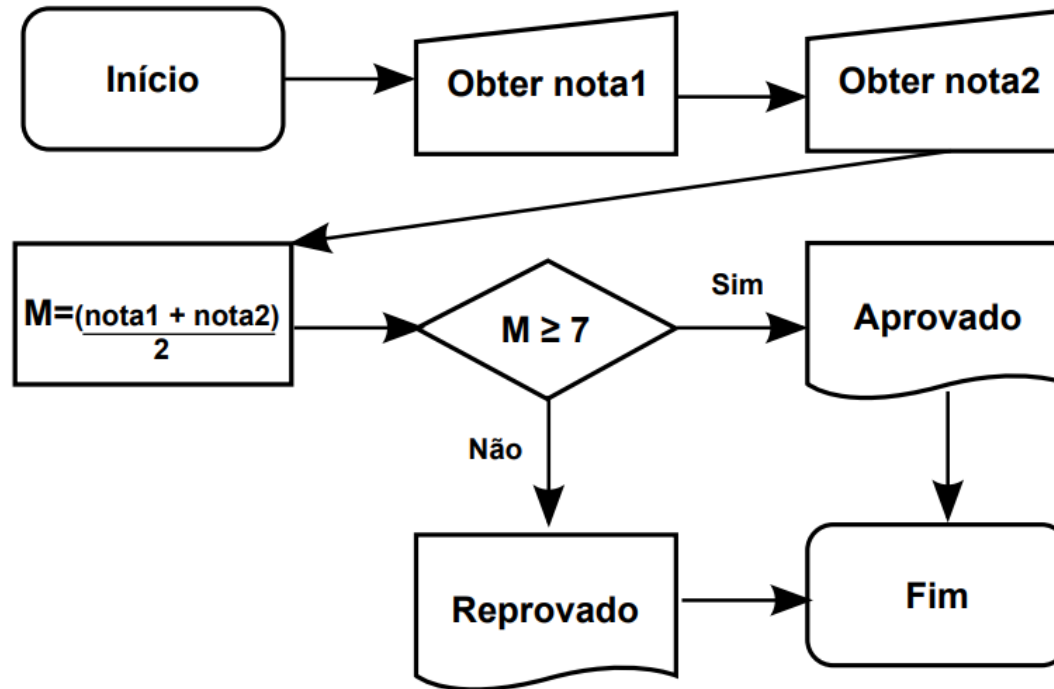 Início
Obter nota1
Obter nota2
M=(nota1 + nota2)
2
M ≥ 7
Sim
Aprovado
Não
Reprovado
Fim